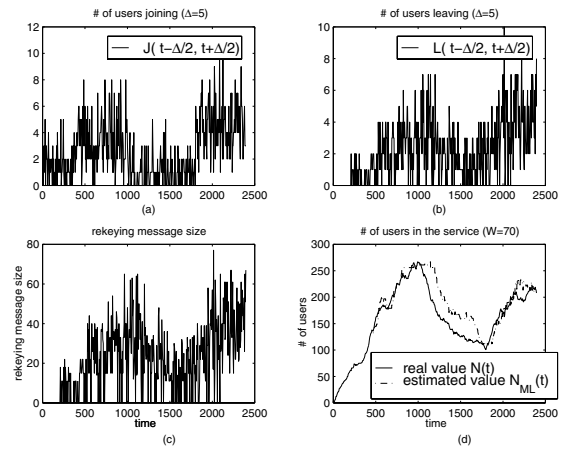 # of users joining (Δ=5)
12
10
8
6
4
2
0
J( t−Δ/2, t+Δ/2)
0 500 1000 1500 2000 2500
(a)
# of users leaving (Δ=5)
10
8
6
4
2
0
L( t−Δ/2, t+Δ/2)
0 500 1000 1500 2000 2500
(b)
rekeying message size
rekeying message size
80
60
40
20
0
0 500 1000 1500 2000 2500
time
(c)
# of users in the service (W=70)
# of users
300
250
200
150
100
50
0
real value N(t)
estimated value N_ML(t)
0 500 1000 1500 2000 2500
time
(d)